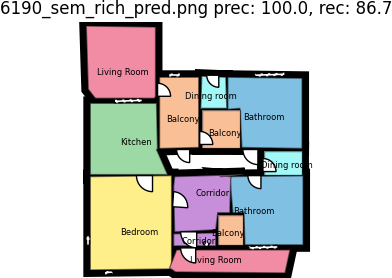 6190_sem_rich_pred.png prec: 100.0, rec: 86.7
Living Room
Dining room
Balcony
Bathroom
Balcony
Kitchen
Dining room
Corridor
Bathroom
Bedroom
Balcony
Corridor
Living Room